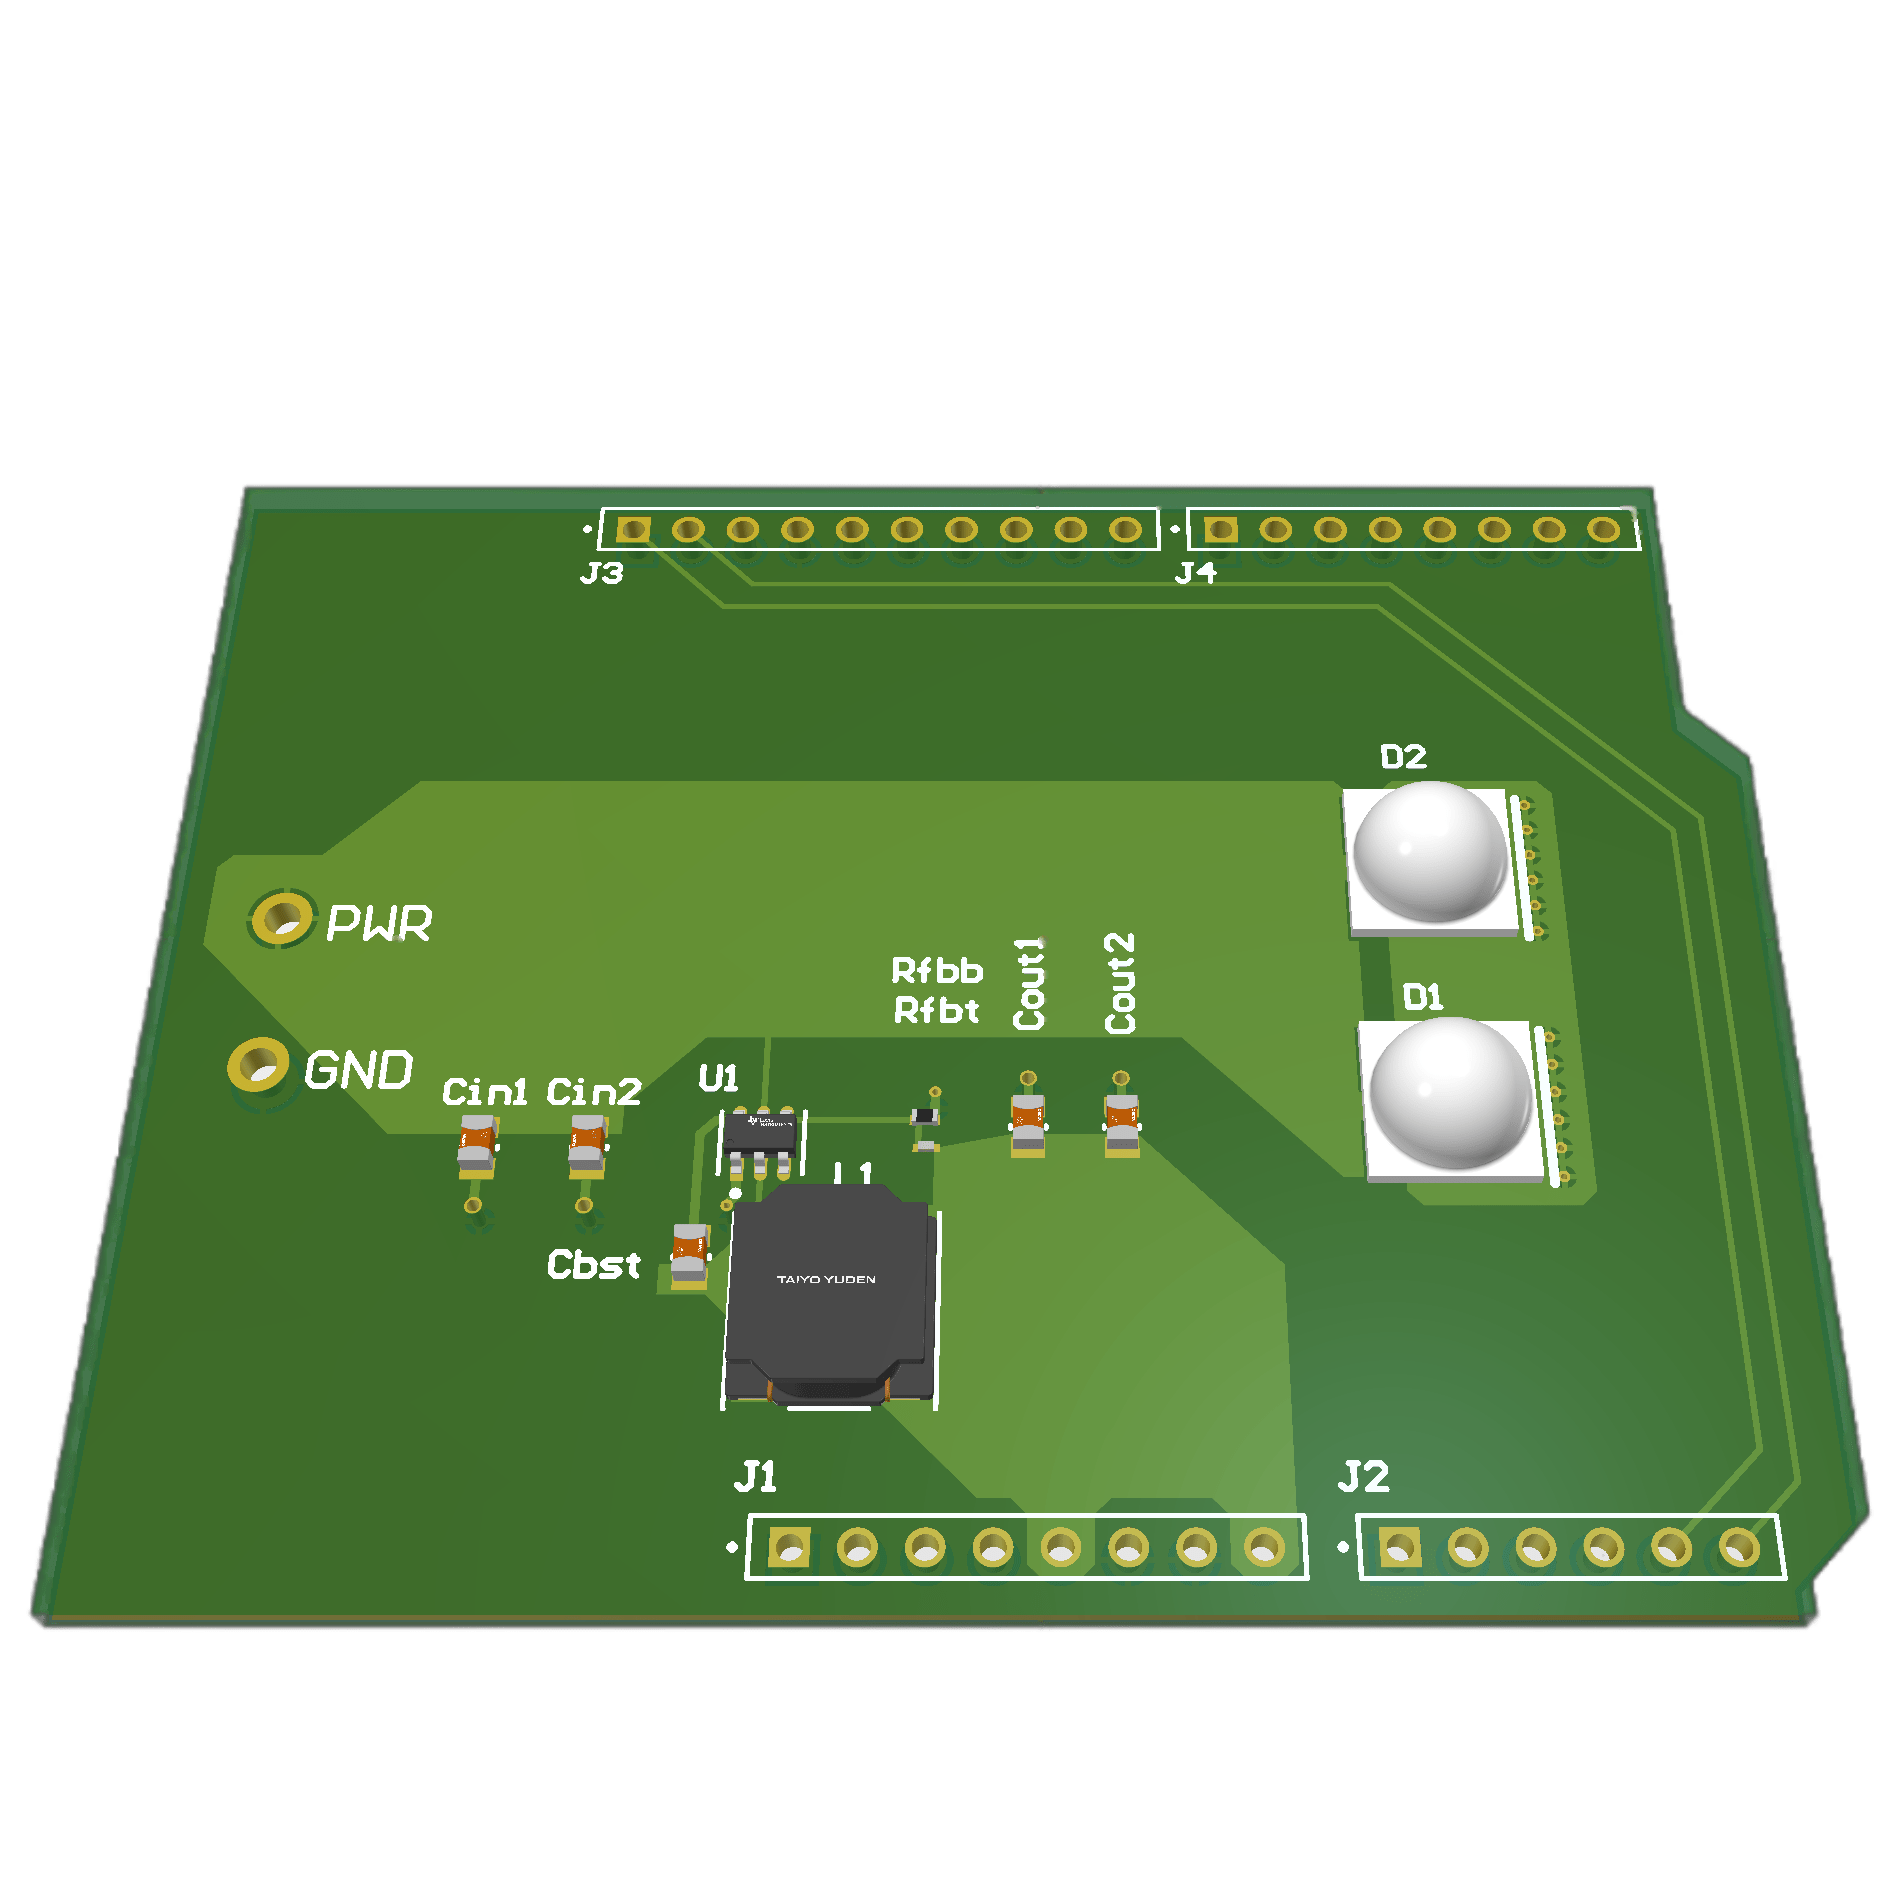 J3
J4
D2
PWR
Rfbb
Cout1
Cout2
Rfbt
D1
GND
Cin1
Cin2
U1
L1
Cbst
TAIYO YUDEN
J1
J2